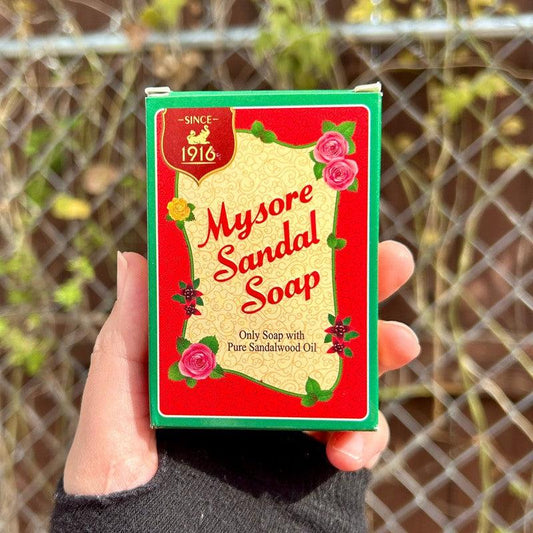 -SINCE-
1916
Mysore
Sandal
Soap
Only Soap with
Pure Sandalwood Oil